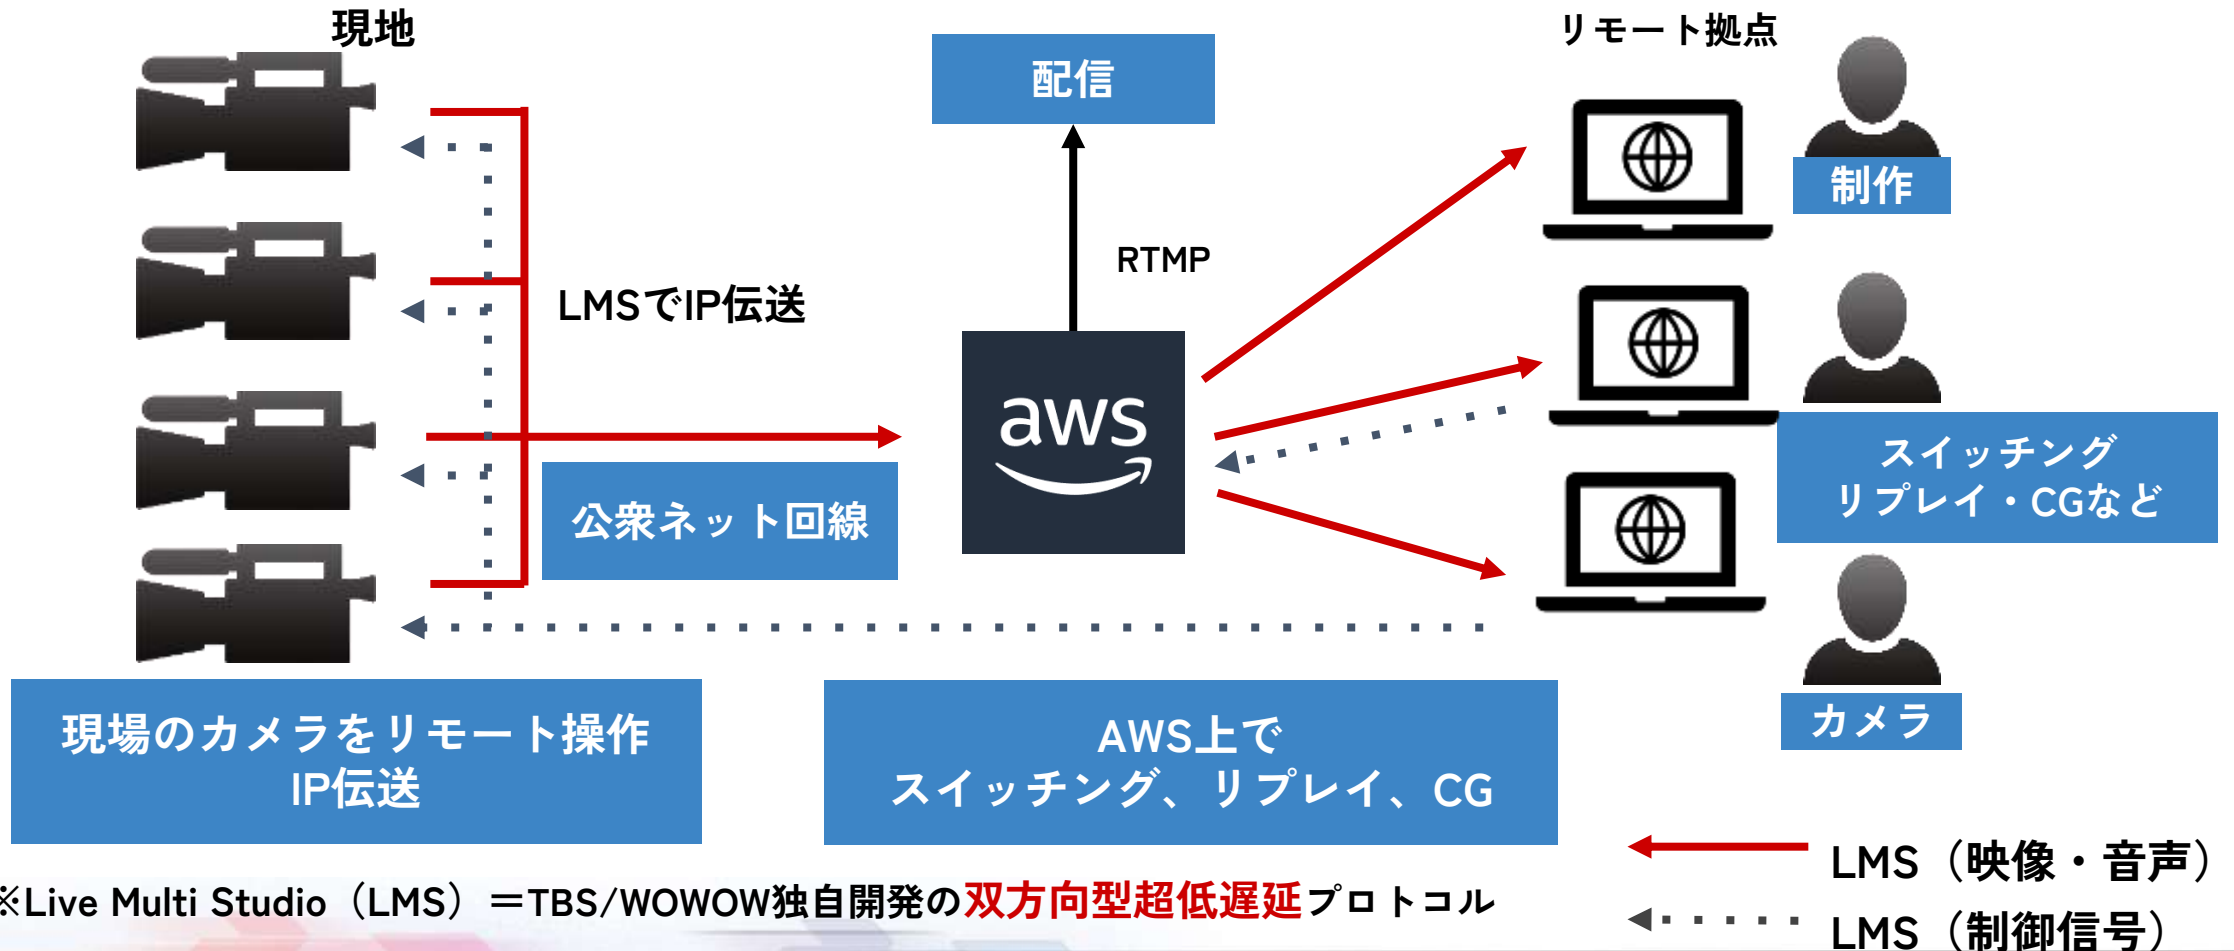 現地
リモート拠点
配信
制作
RTMP
LMSでIP伝送
aws
スイッチング
リプレイ・CGなど
公衆ネット回線
カメラ
現場のカメラをリモート操作
IP伝送
AWS上で
スイッチング、リプレイ、CG
LMS（映像・音声）
※Live Multi Studio（LMS）＝TBS/WOWOW独自開発の双方向型超低遅延プロトコル
LMS（制御信号）